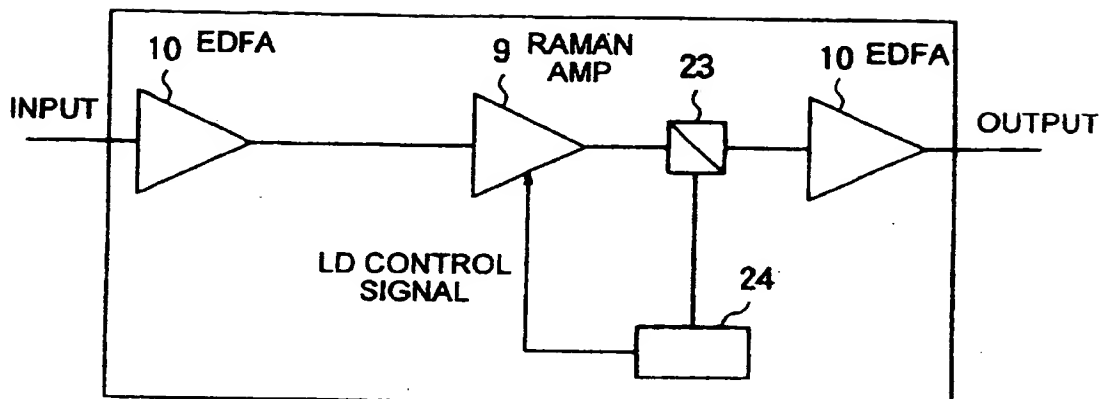 10 EDFA
9 RAMAN
AMP
23
10 EDFA
INPUT
OUTPUT
LD CONTROL
SIGNAL
24